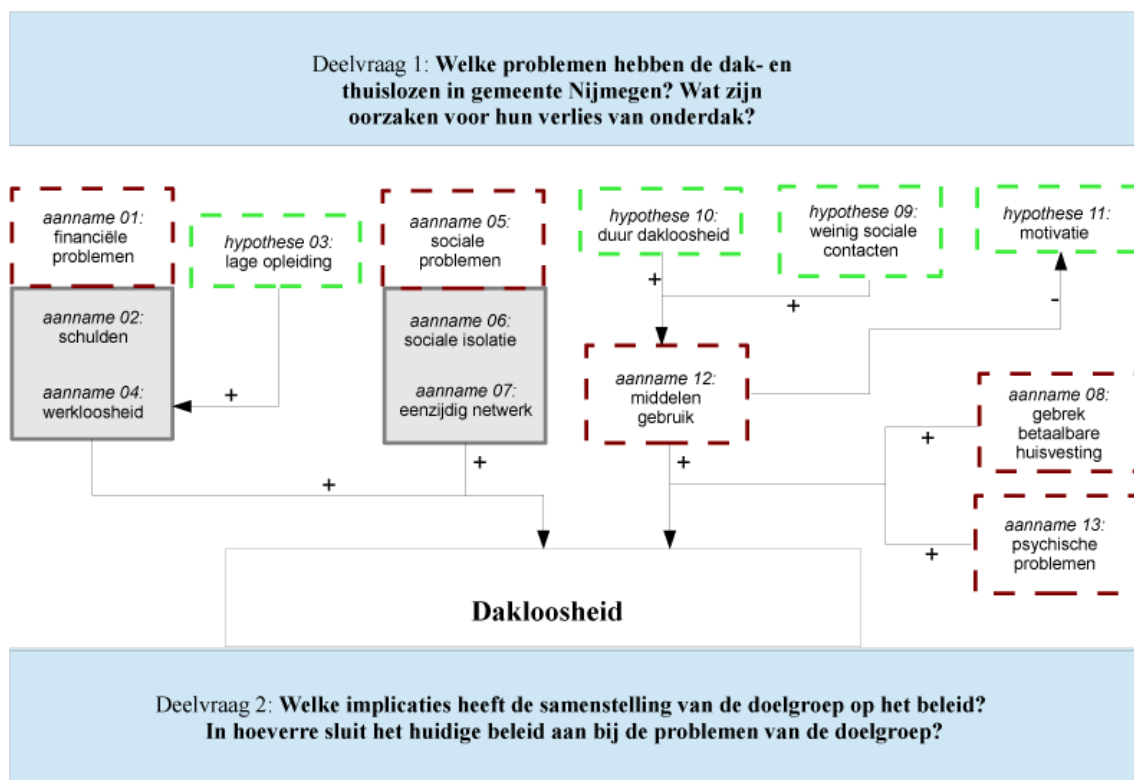 Deelvraag 1: Welke problemen hebben de dak- en
thuislozen in gemeente Nijmegen? Wat zijn
oorzaken voor hun verlies van onderdak?
aanname 01:
financiële
problemen
hypothese 03:
lage opleiding
aanname 05:
sociale
problemen
hypothese 10:
duur dakloosheid
hypothese 09:
weinig sociale
contacten
hypothese 11:
motivatie
aanname 02:
schulden
aanname 04:
werkloosheid
+
aanname 06:
sociale isolatie
aanname 07:
eenzijdig netwerk
+
+
-
aanname 12:
middelen
gebruik
aanname 08:
gebrek
betaalbare
huisvesting
+
+
+
+
aanname 13:
psychische
problemen
+
Dakloosheid
Deelvraag 2: Welke implicaties heeft de samenstelling van de doelgroep op het beleid?
In hoeverre sluit het huidige beleid aan bij de problemen van de doelgroep?